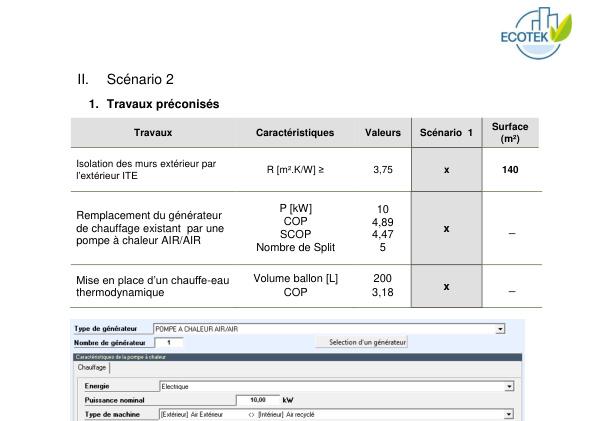 ECOTEK
II. Scénario 2
1. Travaux préconisés
Travaux Caractéristiques Valeurs Scénario 1 Surface (m²)
Isolation des murs extérieur par
l'extérieur ITE
R [m².K/W] ≥ 3,75 x 140
Remplacement du générateur
de chauffage existant par une
pompe à chaleur AIR/AIR
P [kW] 10
COP 4,89
SCOP 4,47
Nombre de Split 5
x _
Mise en place d'un chauffe-eau
thermodynamique
Volume ballon [L] 200
COP 3,18
x _
Type de générateur POMPE A CHALEUR AIR/AIR
Nombre de générateur 1 Selection d'un générateur
Caractéristiques de la pompe à chaleur
Chauffage
Energie Electrique
Puissance nominal 10,00 kW
Type de machine [Extérieur] Air Extérieur <> [Intérieur] Air recyclé